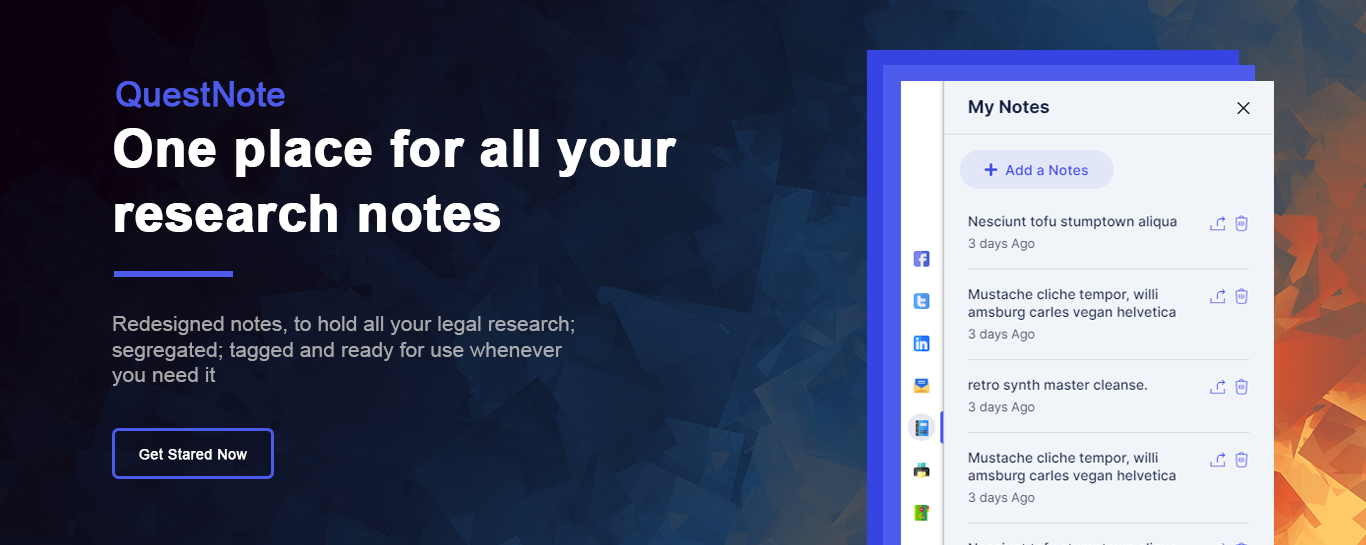 QuestNote
One place for all your
research notes
Redesigned notes, to hold all your legal research;
segregated; tagged and ready for use whenever
you need it
Get Stared Now
My Notes
Add a Notes
Nesciunt tofu stumptown aliqua
3 days Ago
Mustache cliche tempor, willi
amsburg carles vegan helvetica
3 days Ago
retro synth master cleanse.
3 days Ago
Mustache cliche tempor, willi
amsburg carles vegan helvetica
3 days Ago